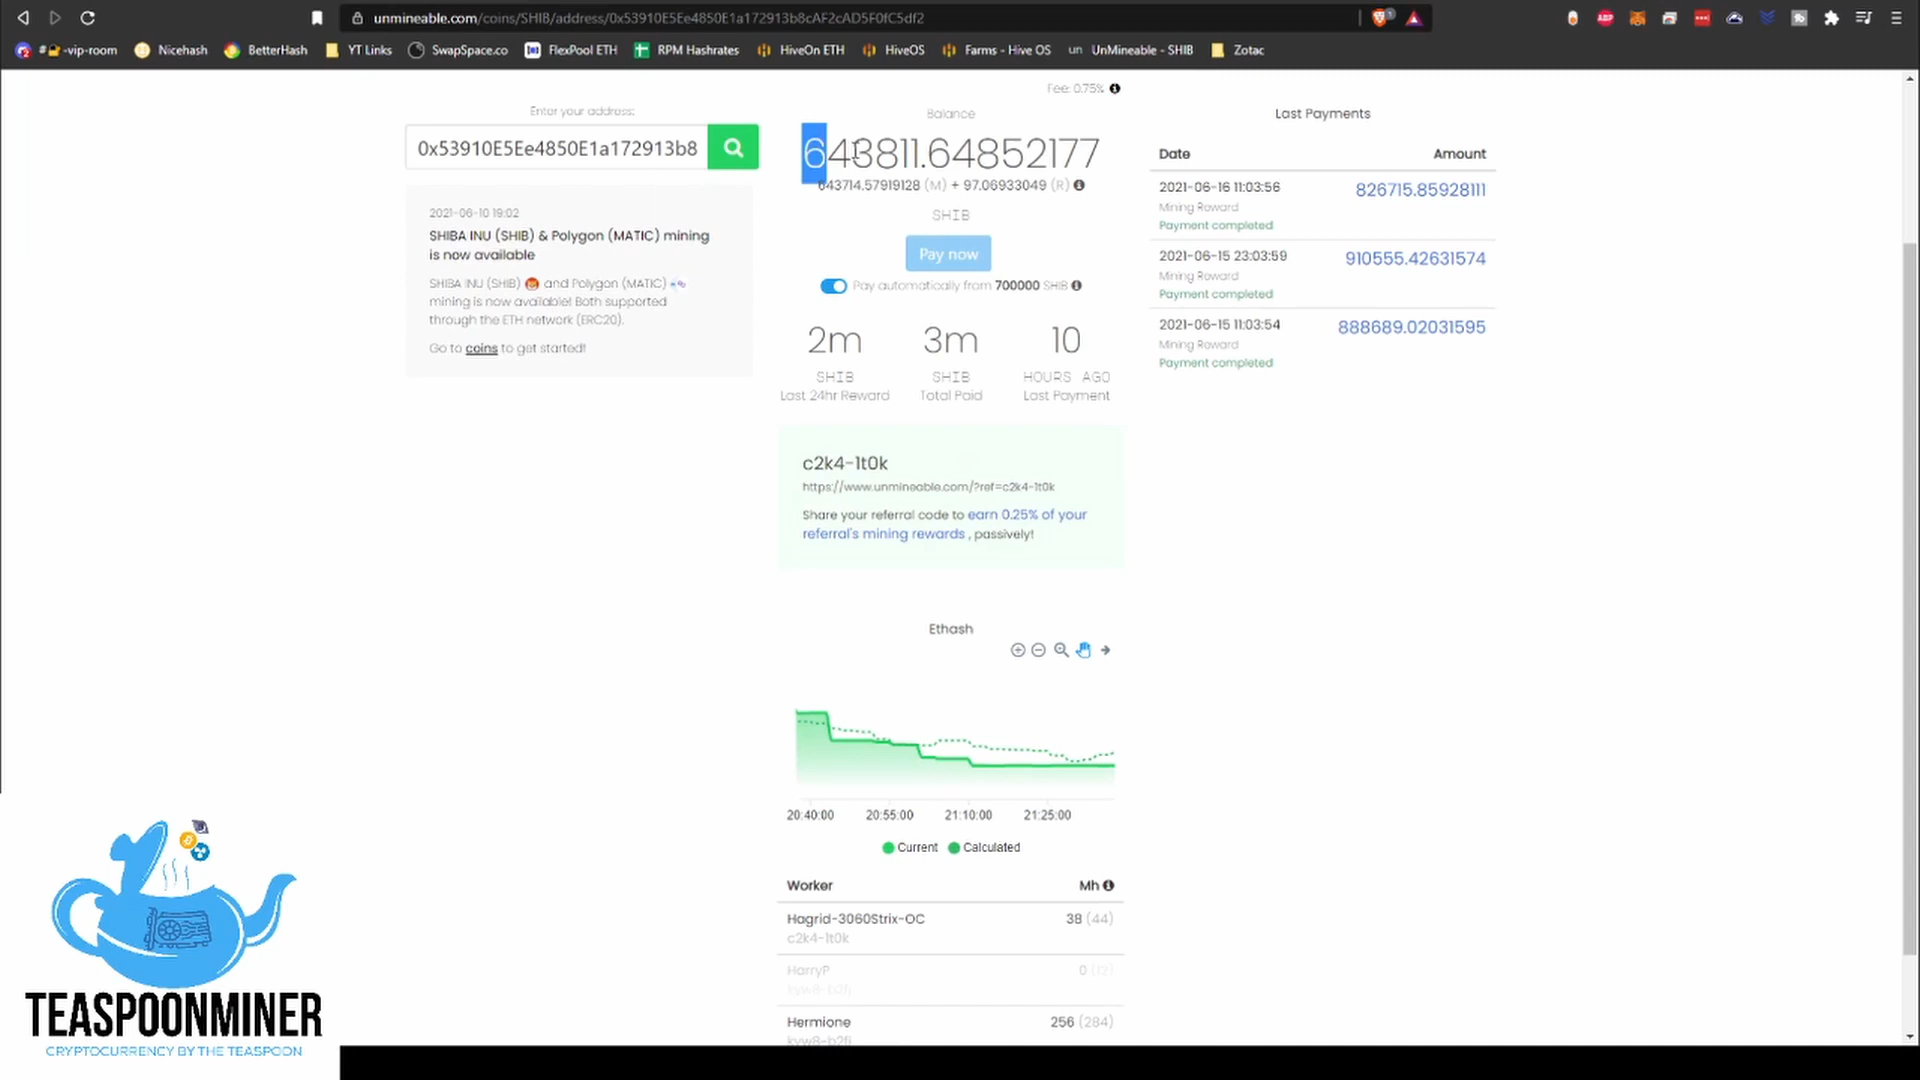 unmineable.com/coins/SHIB/address/0x53910E5Ee4850E1a172913b8cAF2cAD5F0fC5df2
-vip-room
Nicehash
BetterHash
YT Links
SwapSpace.co
FlexPool ETH
RPM Hashrates
HiveOn ETH
HiveOS
Farms - Hive OS
un UnMineable - SHIB
Zotac
Fee: 0.75%
Enter your address:
0x53910E5Ee4850E1a172913b8
2021-06-10 19:02
SHIBA INU (SHIB) & Polygon (MATIC) mining
is now available
SHIBA INU (SHIB) and Polygon (MATIC)
mining is now available! Both supported
through the ETH network (ERC20).
Go to coins to get started!
Balance
643811.64852177
643714.57919128 (M) + 97.06933049 (R)
SHIB
Pay now
Pay automatically from 700000 SHIB
2m
SHIB
Last 24hr Reward
3m
SHIB
Total Paid
10
HOURS AGO
Last Payment
c2k4-1t0k
https://www.unmineable.com/?ref=c2k4-1t0k
Share your referral code to earn 0.25% of your
referral's mining rewards , passively!
Ethash
20:40:00 20:55:00 21:10:00 21:25:00
Current Calculated
Worker Mh
Hagrid-3060Strix-OC 38 (44)
c2k4-1t0k
HarryP 0 (12)
kyw8-b2fi
Hermione 256 (284)
kyw8-b2fi
Last Payments
Date Amount
2021-06-16 11:03:56 826715.85928111
Mining Reward
Payment completed
2021-06-15 23:03:59 910555.42631574
Mining Reward
Payment completed
2021-06-15 11:03:54 888689.02031595
Mining Reward
Payment completed
TEASPOONMINER
CRYPTOCURRENCY BY THE TEASPOON